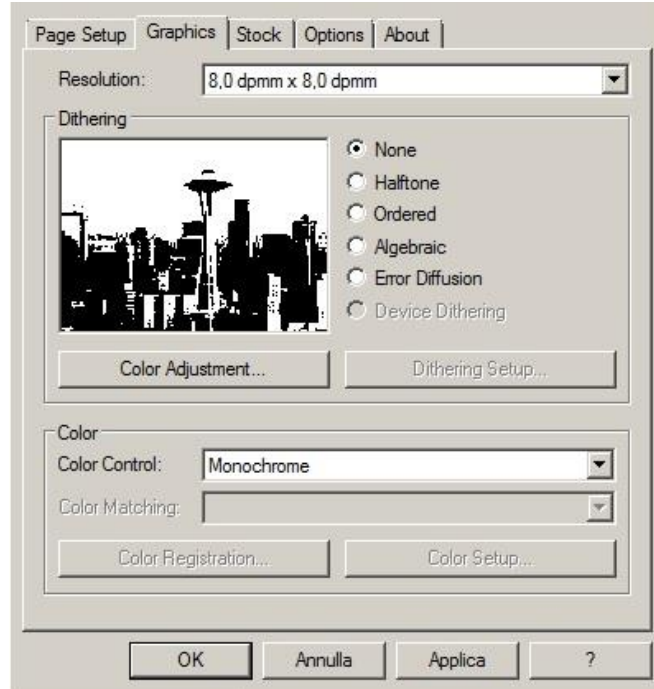 Page Setup Graphics Stock Options About
Resolution: 8,0 dpmm x 8,0 dpmm
Dithering
None
Halftone
Ordered
Algebraic
Error Diffusion
Device Dithering
Color Adjustment... Dithering Setup...
Color
Color Control: Monochrome
Color Matching:
Color Registration... Color Setup...
OK Annulla Applica ?